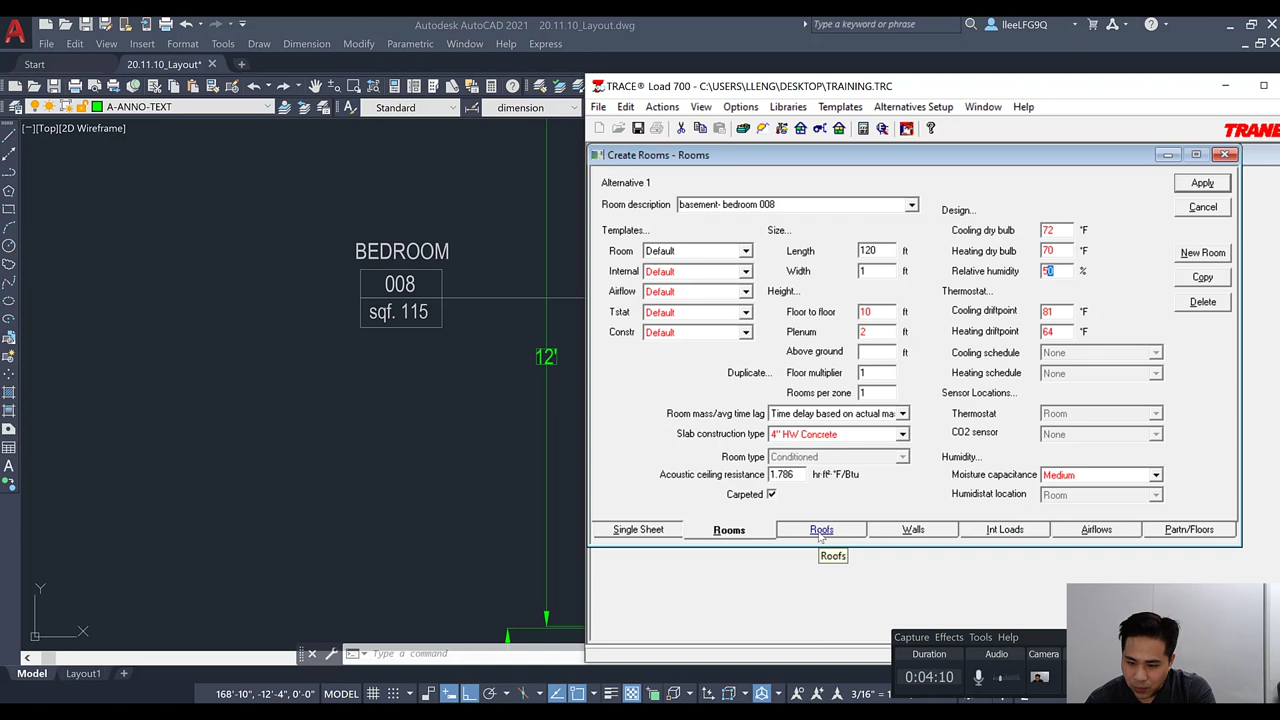 Autodesk AutoCAD 2021 20.11.10_Layout.dwg
Type a keyword or phrase
lleeLFG9Q
File Edit View Insert Format Tools Draw Dimension Modify Parametric Window Help Express
Start
20.11.10_Layout*
A-ANNO-TEXT
Standard
dimension
[−][Top][2D Wireframe]
BEDROOM
008
sqf. 115
12'
Y
X
Type a command
Model
Layout1
168'-10", -12'-4", 0'-0"
MODEL
3/16" = 1
TRACE® Load 700 - C:\USERS\LLENG\DESKTOP\TRAINING.TRC
File Edit Actions View Options Libraries Templates Alternatives Setup Window Help
TRANE
Create Rooms - Rooms
Alternative 1
Room description
basement- bedroom 008
Templates...
Room Default
Internal Default
Airflow Default
Tstat Default
Constr Default
Size...
Length 120 ft
Width 1 ft
Height...
Floor to floor 10 ft
Plenum 2 ft
Above ground ft
Duplicate... Floor multiplier 1
Rooms per zone 1
Room mass/avg time lag Time delay based on actual ma
Slab construction type 4" HW Concrete
Room type Conditioned
Acoustic ceiling resistance 1.786 hr·ft²·°F/Btu
Carpeted
Design...
Cooling dry bulb 72 °F
Heating dry bulb 70 °F
Relative humidity 50 %
Thermostat...
Cooling driftpoint 81 °F
Heating driftpoint 64 °F
Cooling schedule None
Heating schedule None
Sensor Locations...
Thermostat Room
CO2 sensor None
Humidity...
Moisture capacitance Medium
Humidistat location Room
Apply
Cancel
New Room
Copy
Delete
Single Sheet Rooms Roofs Walls Int Loads Airflows Partn/Floors
Roofs
Capture Effects Tools Help
Duration Audio Camera
0:04:10